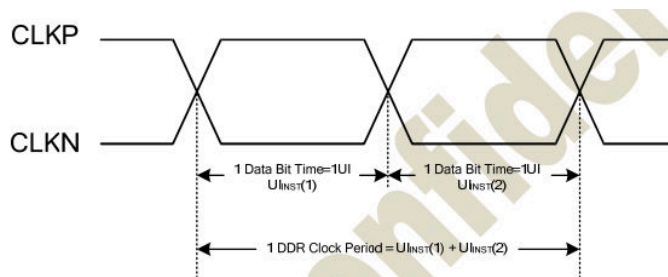 CLKP
CLKN
1 Data Bit Time=1UI
UIINST(1)
1 Data Bit Time=1UI
UIINST(2)
1 DDR Clock Period = UIINST(1) + UIINST(2)